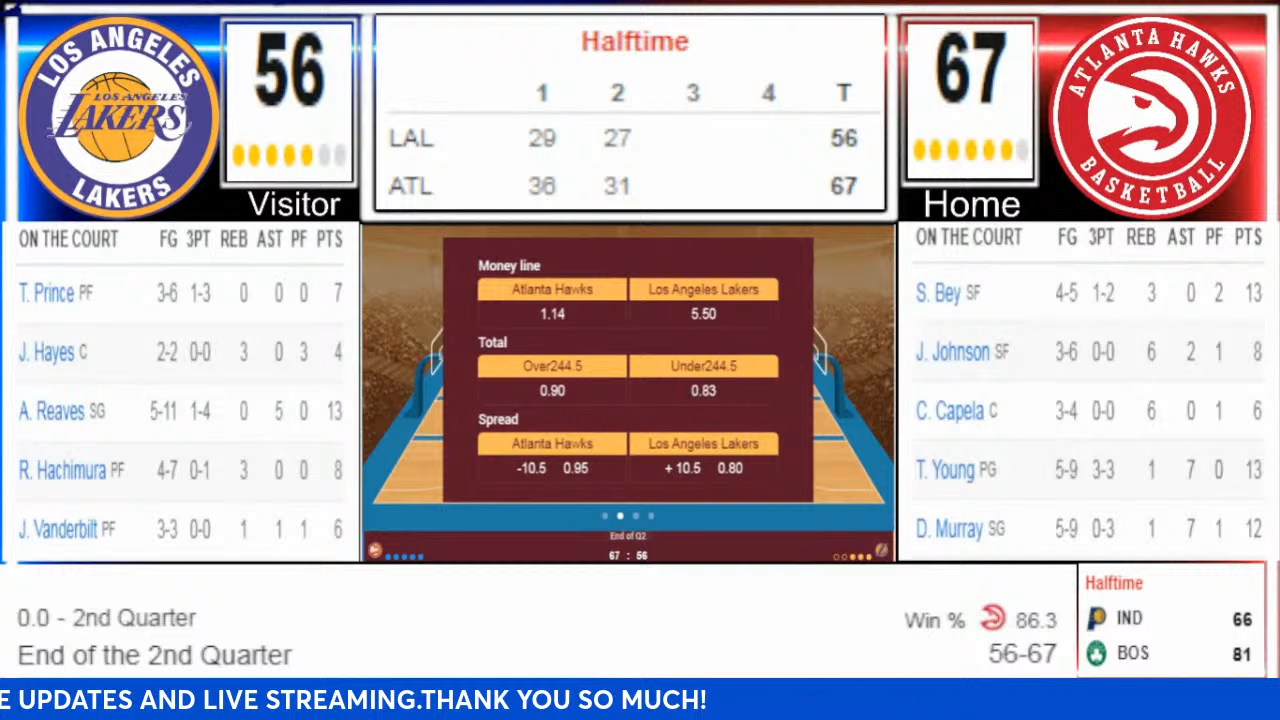 LOS ANGELES
LOS ANGELES
LAKERS
LAKERS
56
Visitor
Halftime
1 2 3 4 T
LAL 29 27 56
ATL 36 31 67
67
Home
ATLANTA HAWKS
BASKETBALL
ON THE COURT FG 3PT REB AST PF PTS
T. Prince PF 3-6 1-3 0 0 0 7
J. Hayes C 2-2 0-0 3 0 3 4
A. Reaves SG 5-11 1-4 0 5 0 13
R. Hachimura PF 4-7 0-1 3 0 0 8
J. Vanderbilt PF 3-3 0-0 1 1 1 6
Money line
Atlanta Hawks Los Angeles Lakers
1.14 5.50
Total
Over244.5 Under244.5
0.90 0.83
Spread
Atlanta Hawks Los Angeles Lakers
-10.5 0.95 + 10.5 0.80
End of Q2
67 : 56
ON THE COURT FG 3PT REB AST PF PTS
S. Bey SF 4-5 1-2 3 0 2 13
J. Johnson SF 3-6 0-0 6 2 1 8
C. Capela C 3-4 0-0 6 0 1 6
T. Young PG 5-9 3-3 1 7 0 13
D. Murray SG 5-9 0-3 1 7 1 12
0.0 - 2nd Quarter
End of the 2nd Quarter
Win % 86.3
56-67
Halftime
IND 66
BOS 81
E UPDATES AND LIVE STREAMING.THANK YOU SO MUCH!